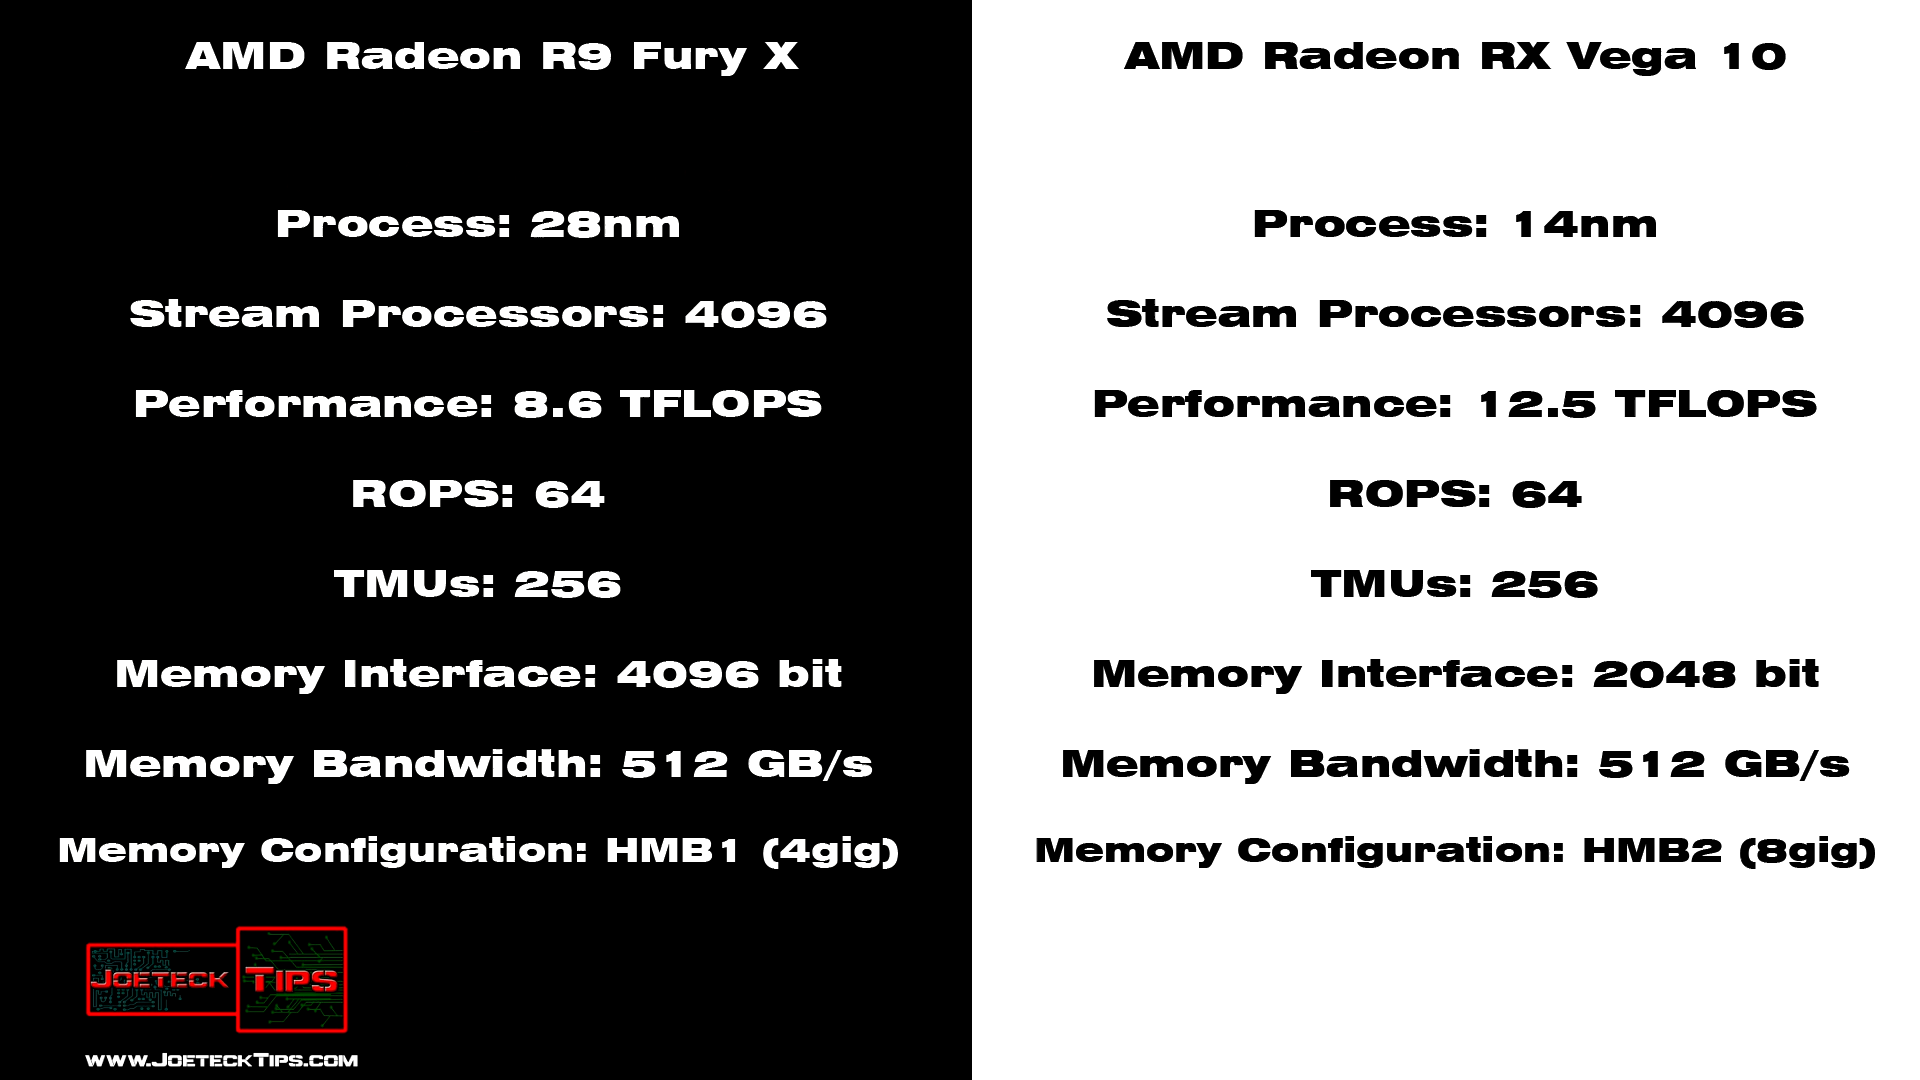 AMD Radeon R9 Fury X
Process: 28nm
Stream Processors: 4096
Performance: 8.6 TFLOPS
ROPS: 64
TMUs: 256
Memory Interface: 4096 bit
Memory Bandwidth: 512 GB/s
Memory Configuration: HMB1 (4gig)
Joeteck Tips
www.JoeteckTips.com
AMD Radeon RX Vega 10
Process: 14nm
Stream Processors: 4096
Performance: 12.5 TFLOPS
ROPS: 64
TMUs: 256
Memory Interface: 2048 bit
Memory Bandwidth: 512 GB/s
Memory Configuration: HMB2 (8gig)